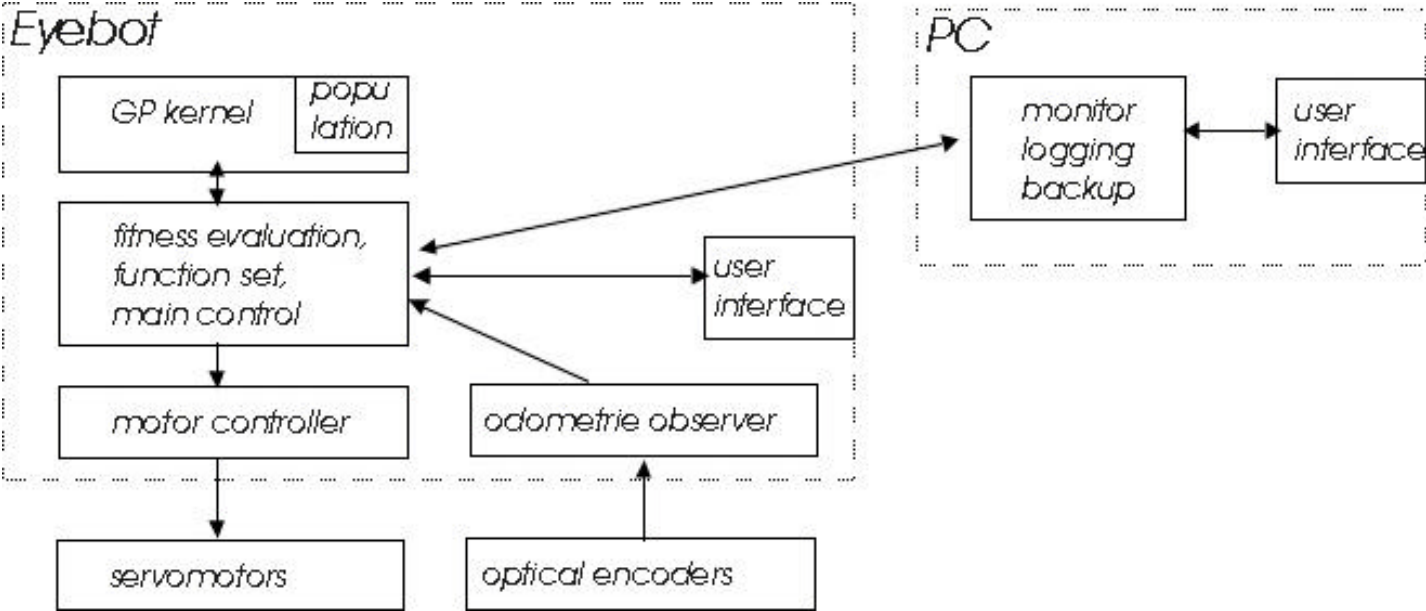 Eyebot
PC
GP kernel
popu
lation
monitor
logging
backup
user
interface
fitness evaluation,
function set,
main control
user
interface
motor controller
odometrie observer
servomotors
optical encoders